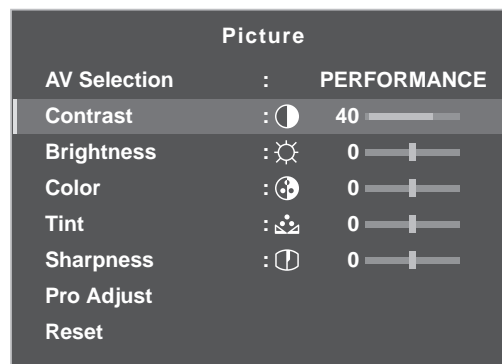 Picture
AV Selection : PERFORMANCE
Contrast : 40
Brightness : 0
Color : 0
Tint : 0
Sharpness : 0
Pro Adjust
Reset